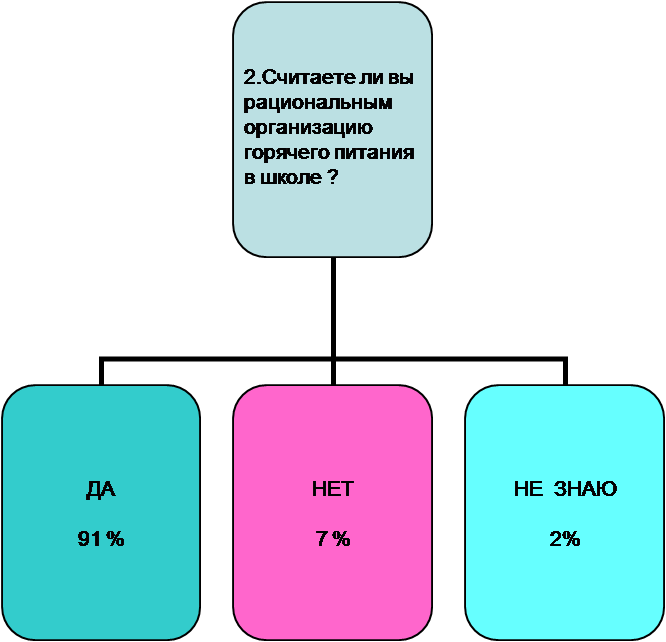 2.Считаете ли вы
рациональным
организацию
горячего питания
в школе ?
ДА
91 %
НЕТ
7 %
НЕ ЗНАЮ
2%